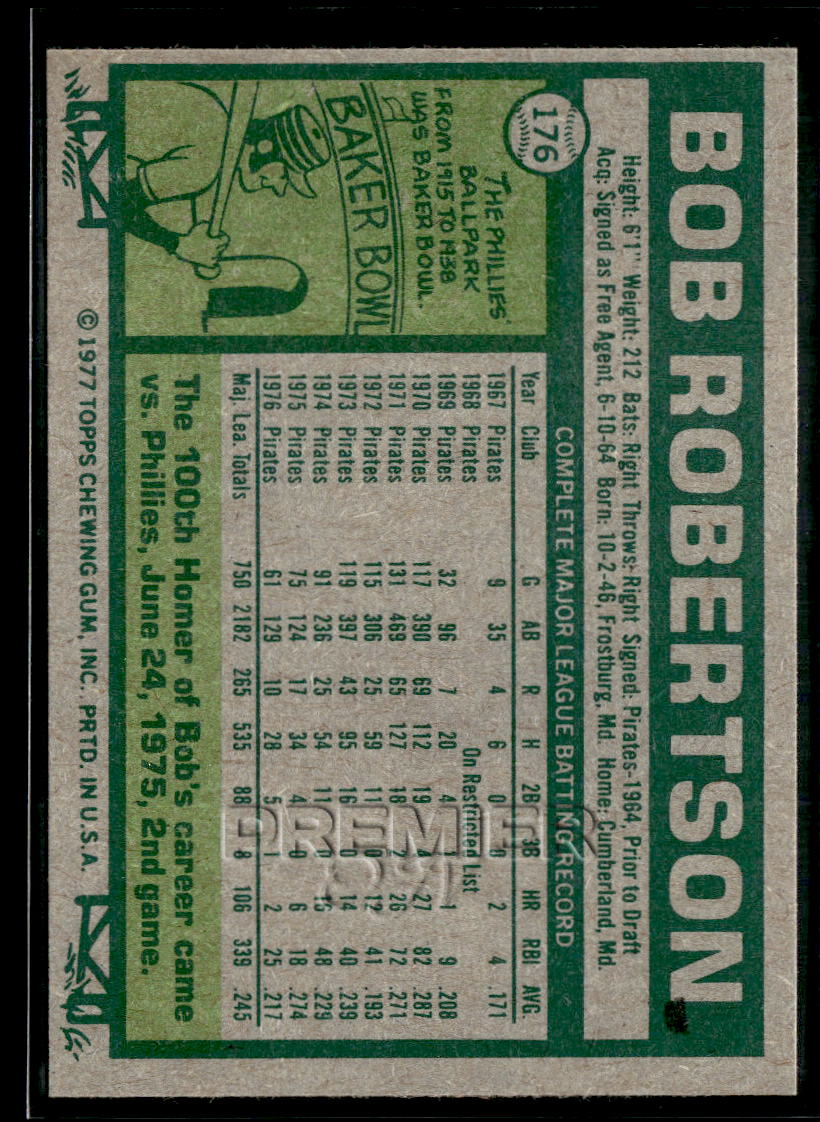 BOB ROBERTSON
Height: 6'1" Weight: 212 Bats: Right Throws: Right Signed: Pirates-1964, Prior to Draft
Acq: Signed as Free Agent, 6-10-64 Born: 10-2-46, Frostburg, Md. Home: Cumberland, Md.
176
THE PHILLIES'
BALLPARK
FROM 1915 TO 1938
WAS BAKER BOWL.
BAKER BOWL
COMPLETE MAJOR LEAGUE BATTING RECORD
Year Club G AB R H 2B 3B HR RBI AVG.
1967 Pirates 9 35 4 6 0 0 2 4 .171
1968 Pirates On Restricted List
1969 Pirates 32 96 7 20 4 1 9 .208
1970 Pirates 117 390 69 112 19 4 27 82 .287
1971 Pirates 131 469 65 127 18 2 26 72 .271
1972 Pirates 115 306 25 59 11 0 12 41 .193
1973 Pirates 119 397 43 95 16 0 14 40 .239
1974 Pirates 91 236 25 54 11 0 16 48 .229
1975 Pirates 75 124 17 34 4 0 6 18 .274
1976 Pirates 61 129 10 28 5 1 2 25 .217
Maj. Lea. Totals 750 2182 265 535 88 8 106 339 .245
The 100th Homer of Bob's career came
vs. Phillies, June 24, 1975, 2nd game.
© 1977 TOPPS CHEWING GUM, INC. PRTD. IN U.S.A.
PREMIER